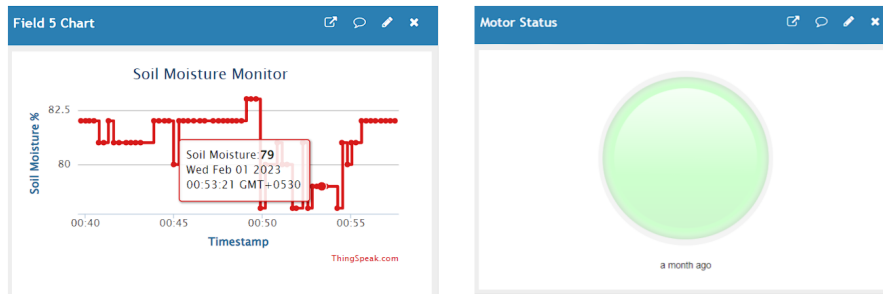 Field 5 Chart
Soil Moisture Monitor
Soil Moisture %
82.5
80
Soil Moisture:79
Wed Feb 01 2023
00:53:21 GMT+0530
00:40 00:45 00:50 00:55
Timestamp
ThingSpeak.com
Motor Status
a month ago